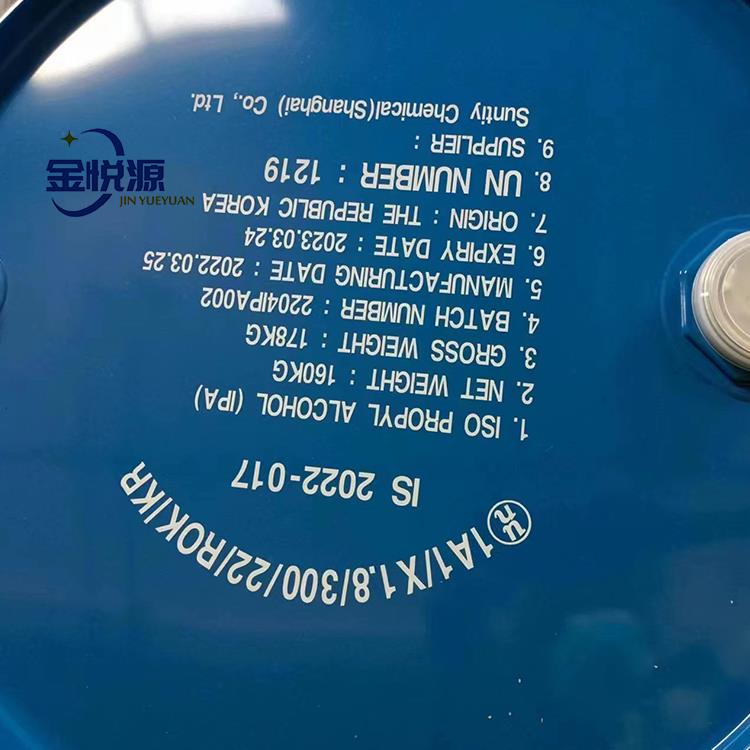 un 1A1/X1.8/300/22/ROK/KR
IS 2022-017
1. ISO PROPYL ALCOHOL (IPA)
2. NET WEIGHT : 160KG
3. GROSS WEIGHT : 178KG
4. BATCH NUMBER : 2204IPA002
5. MANUFACTURING DATE : 2022.03.25
6. EXPIRY DATE : 2023.03.24
7. ORIGIN : THE REPUBLIC KOREA
8. UN NUMBER : 1219
9. SUPPLIER :
Suntiy Chemical(Shanghai) Co., Ltd.
金悦源
JIN YUEYUAN